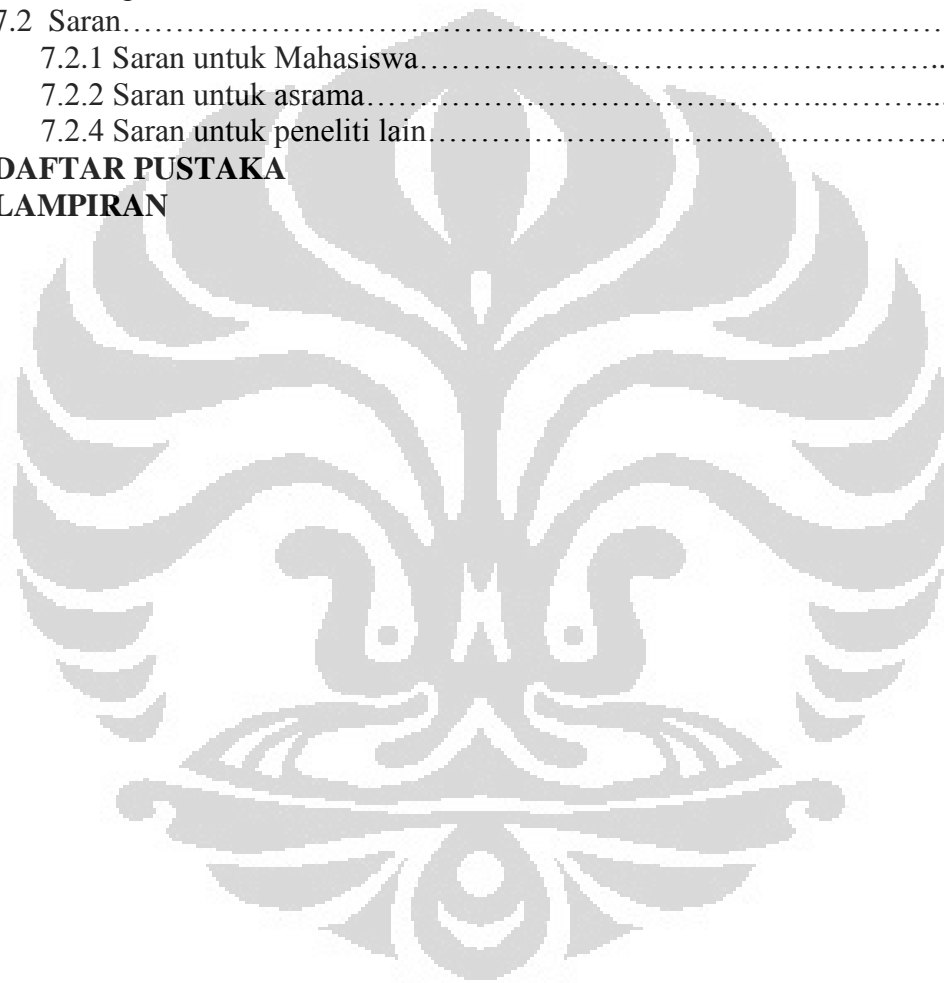 7.2 Saran……………………………………………………………………
7.2.1 Saran untuk Mahasiswa…………………………………………..
7.2.2 Saran untuk asrama…………………………………….………..
7.2.4 Saran untuk peneliti lain…………………………………………
DAFTAR PUSTAKA
LAMPIRAN